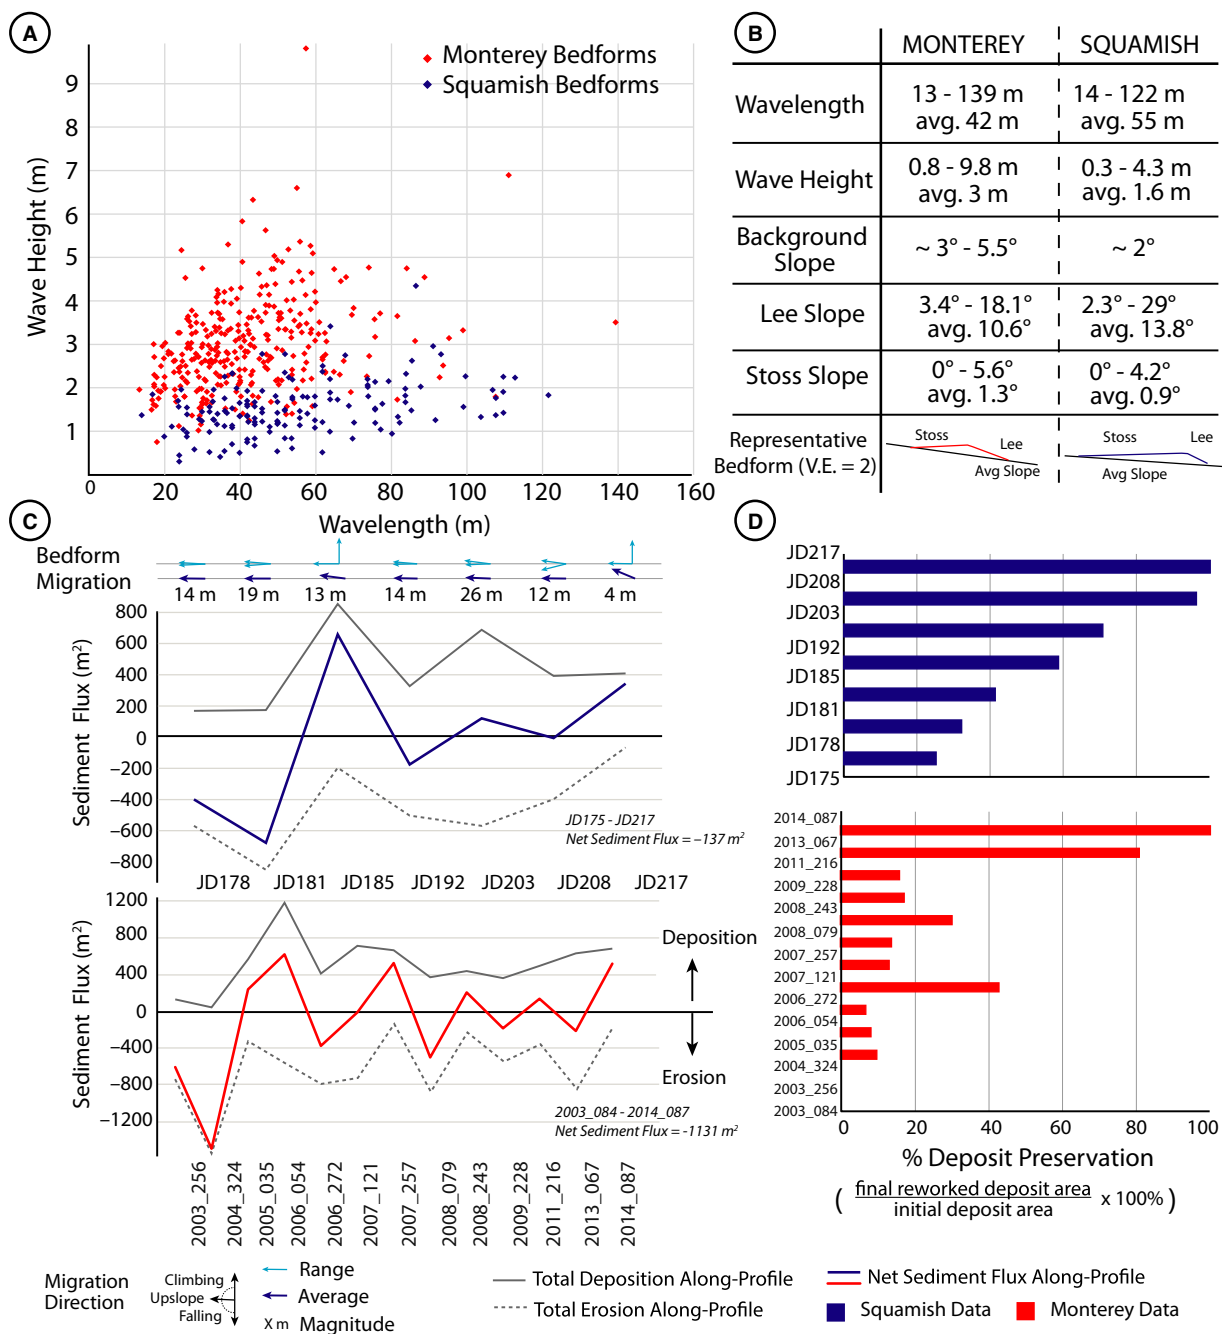 A
Monterey Bedforms
Squamish Bedforms
Wave Height (m)
9
8
7
6
5
4
3
2
1
0 20 40 60 80 100 120 140 160
Wavelength (m)
B
MONTEREY SQUAMISH
Wavelength 13 - 139 m avg. 42 m 14 - 122 m avg. 55 m
Wave Height 0.8 - 9.8 m avg. 3 m 0.3 - 4.3 m avg. 1.6 m
Background Slope ~ 3° - 5.5° ~ 2°
Lee Slope 3.4° - 18.1° avg. 10.6° 2.3° - 29° avg. 13.8°
Stoss Slope 0° - 5.6° avg. 1.3° 0° - 4.2° avg. 0.9°
Representative Bedform (V.E. = 2) Stoss Lee Avg Slope Stoss Lee Avg Slope
C
Bedform
Migration
14 m 19 m 13 m 14 m 26 m 12 m 4 m
Sediment Flux (m²)
800
600
400
200
0
−200
−400
−600
−800
JD175 - JD217
Net Sediment Flux = −137 m²
JD178 JD181 JD185 JD192 JD203 JD208 JD217
Sediment Flux (m²)
1200
800
400
0
−400
−800
−1200
Deposition
Erosion
2003_084 - 2014_087
Net Sediment Flux = -1131 m²
2003_256 2004_324 2005_035 2006_054 2006_272 2007_121 2007_257 2008_079 2008_243 2009_228 2011_216 2013_067 2014_087
D
JD217
JD208
JD203
JD192
JD185
JD181
JD178
JD175
2014_087
2013_067
2011_216
2009_228
2008_243
2008_079
2007_257
2007_121
2006_272
2006_054
2005_035
2004_324
2003_256
2003_084
0 20 40 60 80 100
% Deposit Preservation
( final reworked deposit area
initial deposit area x 100% )
Migration
Direction
Climbing
Upslope
Falling
Range
Average
X m Magnitude
Total Deposition Along-Profile
Total Erosion Along-Profile
Net Sediment Flux Along-Profile
Squamish Data Monterey Data